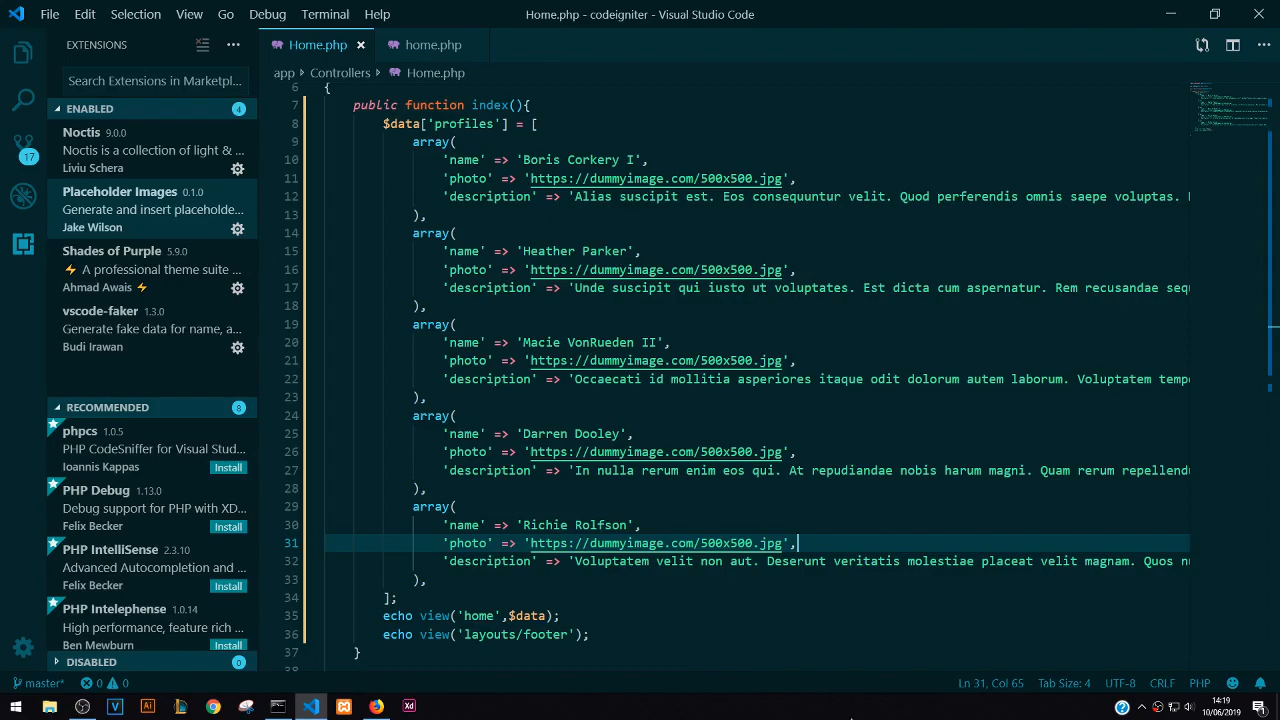 File Edit Selection View Go Debug Terminal Help
Home.php - codeigniter - Visual Studio Code
EXTENSIONS
Search Extensions in Marketpl...
ENABLED 4
Noctis 9.0.0
Noctis is a collection of light & ...
Liviu Schera
Placeholder Images 0.1.0
Generate and insert placeholde...
Jake Wilson
Shades of Purple 5.9.0
⚡ A professional theme suite ...
Ahmad Awais ⚡
vscode-faker 1.3.0
Generate fake data for name, a...
Budi Irawan
RECOMMENDED 8
phpcs 1.0.5
PHP CodeSniffer for Visual Stud...
Ioannis Kappas Install
PHP Debug 1.13.0
Debug support for PHP with XD...
Felix Becker Install
PHP IntelliSense 2.3.10
Advanced Autocompletion and ...
Felix Becker Install
PHP Intelephense 1.0.14
High performance, feature rich ...
Ben Mewburn Install
DISABLED 0
17
Home.php × home.php
app › Controllers › Home.php
6 {
7 public function index(){
8 $data['profiles'] = [
9 array(
10 'name' => 'Boris Corkery I',
11 'photo' => 'https://dummyimage.com/500x500.jpg',
12 'description' => 'Alias suscipit est. Eos consequuntur velit. Quod perferendis omnis saepe voluptas.
13 ),
14 array(
15 'name' => 'Heather Parker',
16 'photo' => 'https://dummyimage.com/500x500.jpg',
17 'description' => 'Unde suscipit qui iusto ut voluptates. Est dicta cum aspernatur. Rem recusandae seq
18 ),
19 array(
20 'name' => 'Macie VonRueden II',
21 'photo' => 'https://dummyimage.com/500x500.jpg',
22 'description' => 'Occaecati id mollitia asperiores itaque odit dolorum autem laborum. Voluptatem temp
23 ),
24 array(
25 'name' => 'Darren Dooley',
26 'photo' => 'https://dummyimage.com/500x500.jpg',
27 'description' => 'In nulla rerum enim eos qui. At repudiandae nobis harum magni. Quam rerum repellend
28 ),
29 array(
30 'name' => 'Richie Rolfson',
31 'photo' => 'https://dummyimage.com/500x500.jpg',
32 'description' => 'Voluptatem velit non aut. Deserunt veritatis molestiae placeat velit magnam. Quos n
33 ),
34 ];
35 echo view('home',$data);
36 echo view('layouts/footer');
37 }
38
master* 0 0 Ln 31, Col 65 Tab Size: 4 UTF-8 CRLF PHP
14:19
10/06/2019